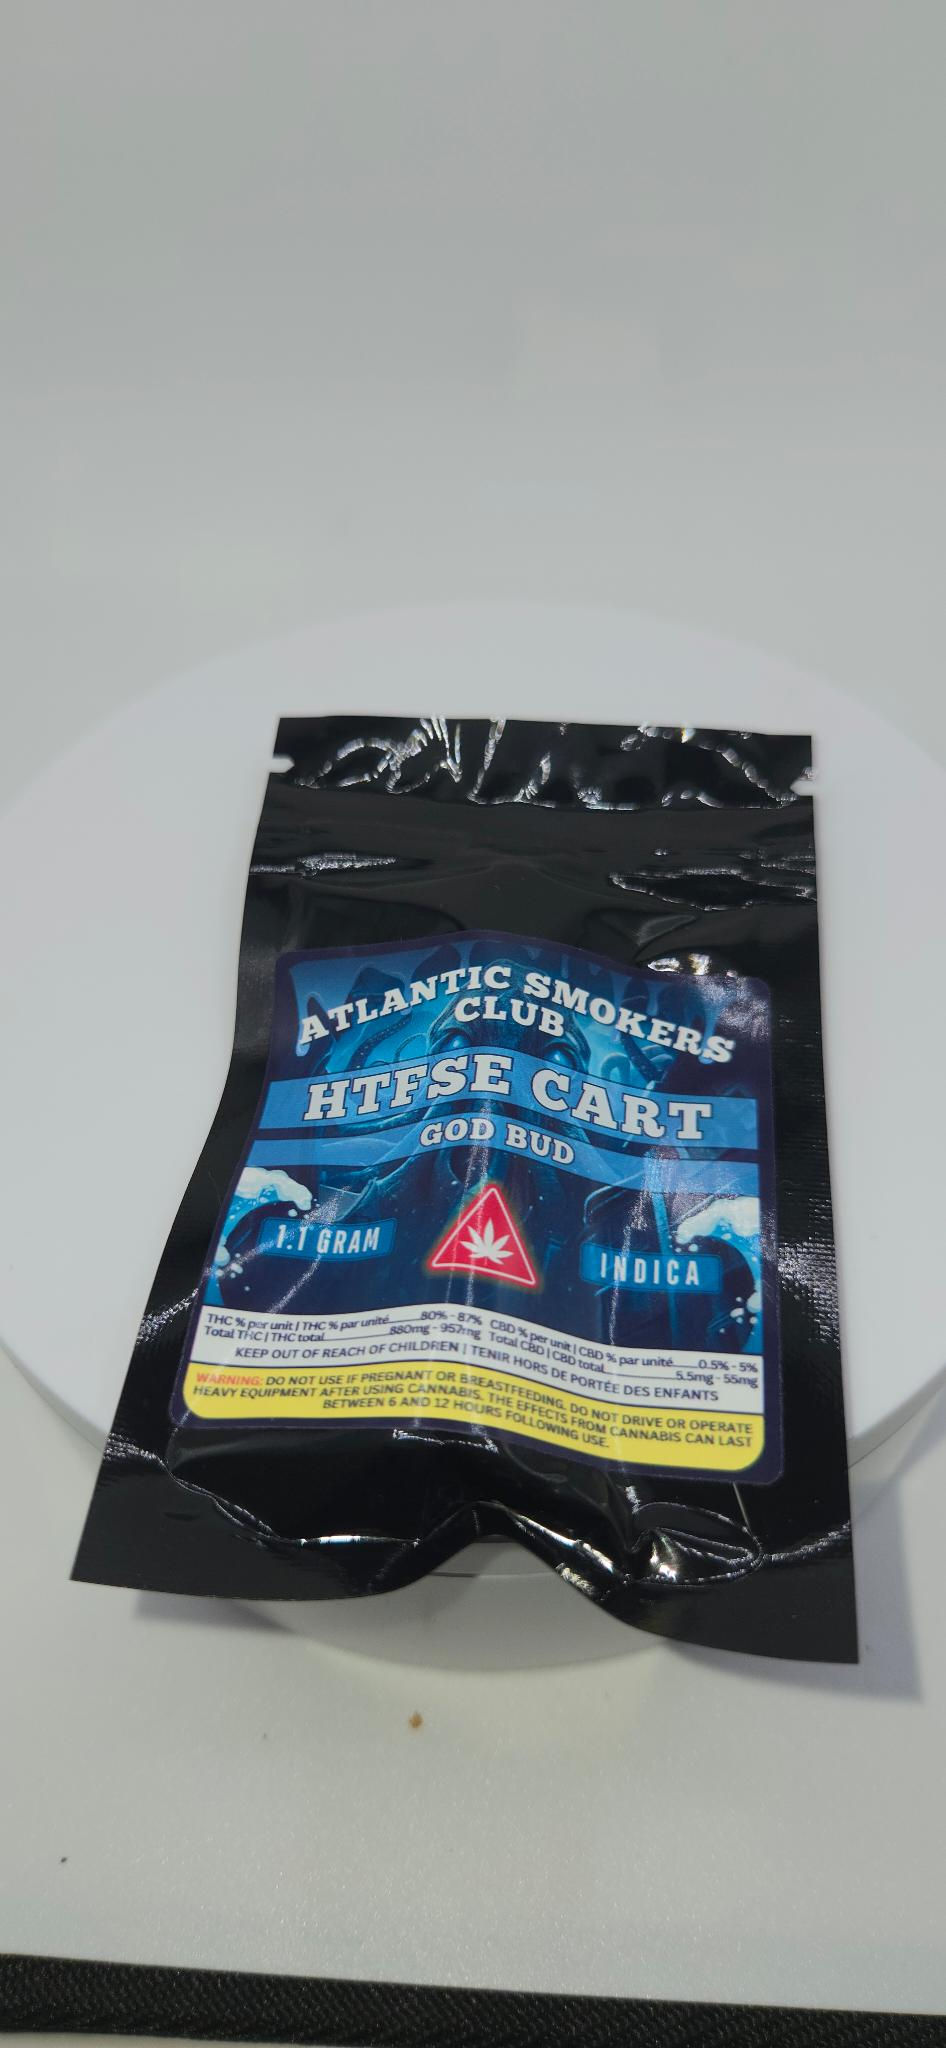 ATLANTIC SMOKERS
CLUB
HTFSE CART
GOD BUD
1.1 GRAM
INDICA
THC % per unit | THC % par unité......80% - 87% CBD % per unit | CBD % par unité......0.5% - 5%
Total THC | THC total......880mg - 957mg Total CBD | CBD total......5.5mg - 55mg
KEEP OUT OF REACH OF CHILDREN | TENIR HORS DE PORTÉE DES ENFANTS
WARNING: DO NOT USE IF PREGNANT OR BREASTFEEDING. DO NOT DRIVE OR OPERATE
HEAVY EQUIPMENT AFTER USING CANNABIS. THE EFFECTS FROM CANNABIS CAN LAST
BETWEEN 6 AND 12 HOURS FOLLOWING USE.